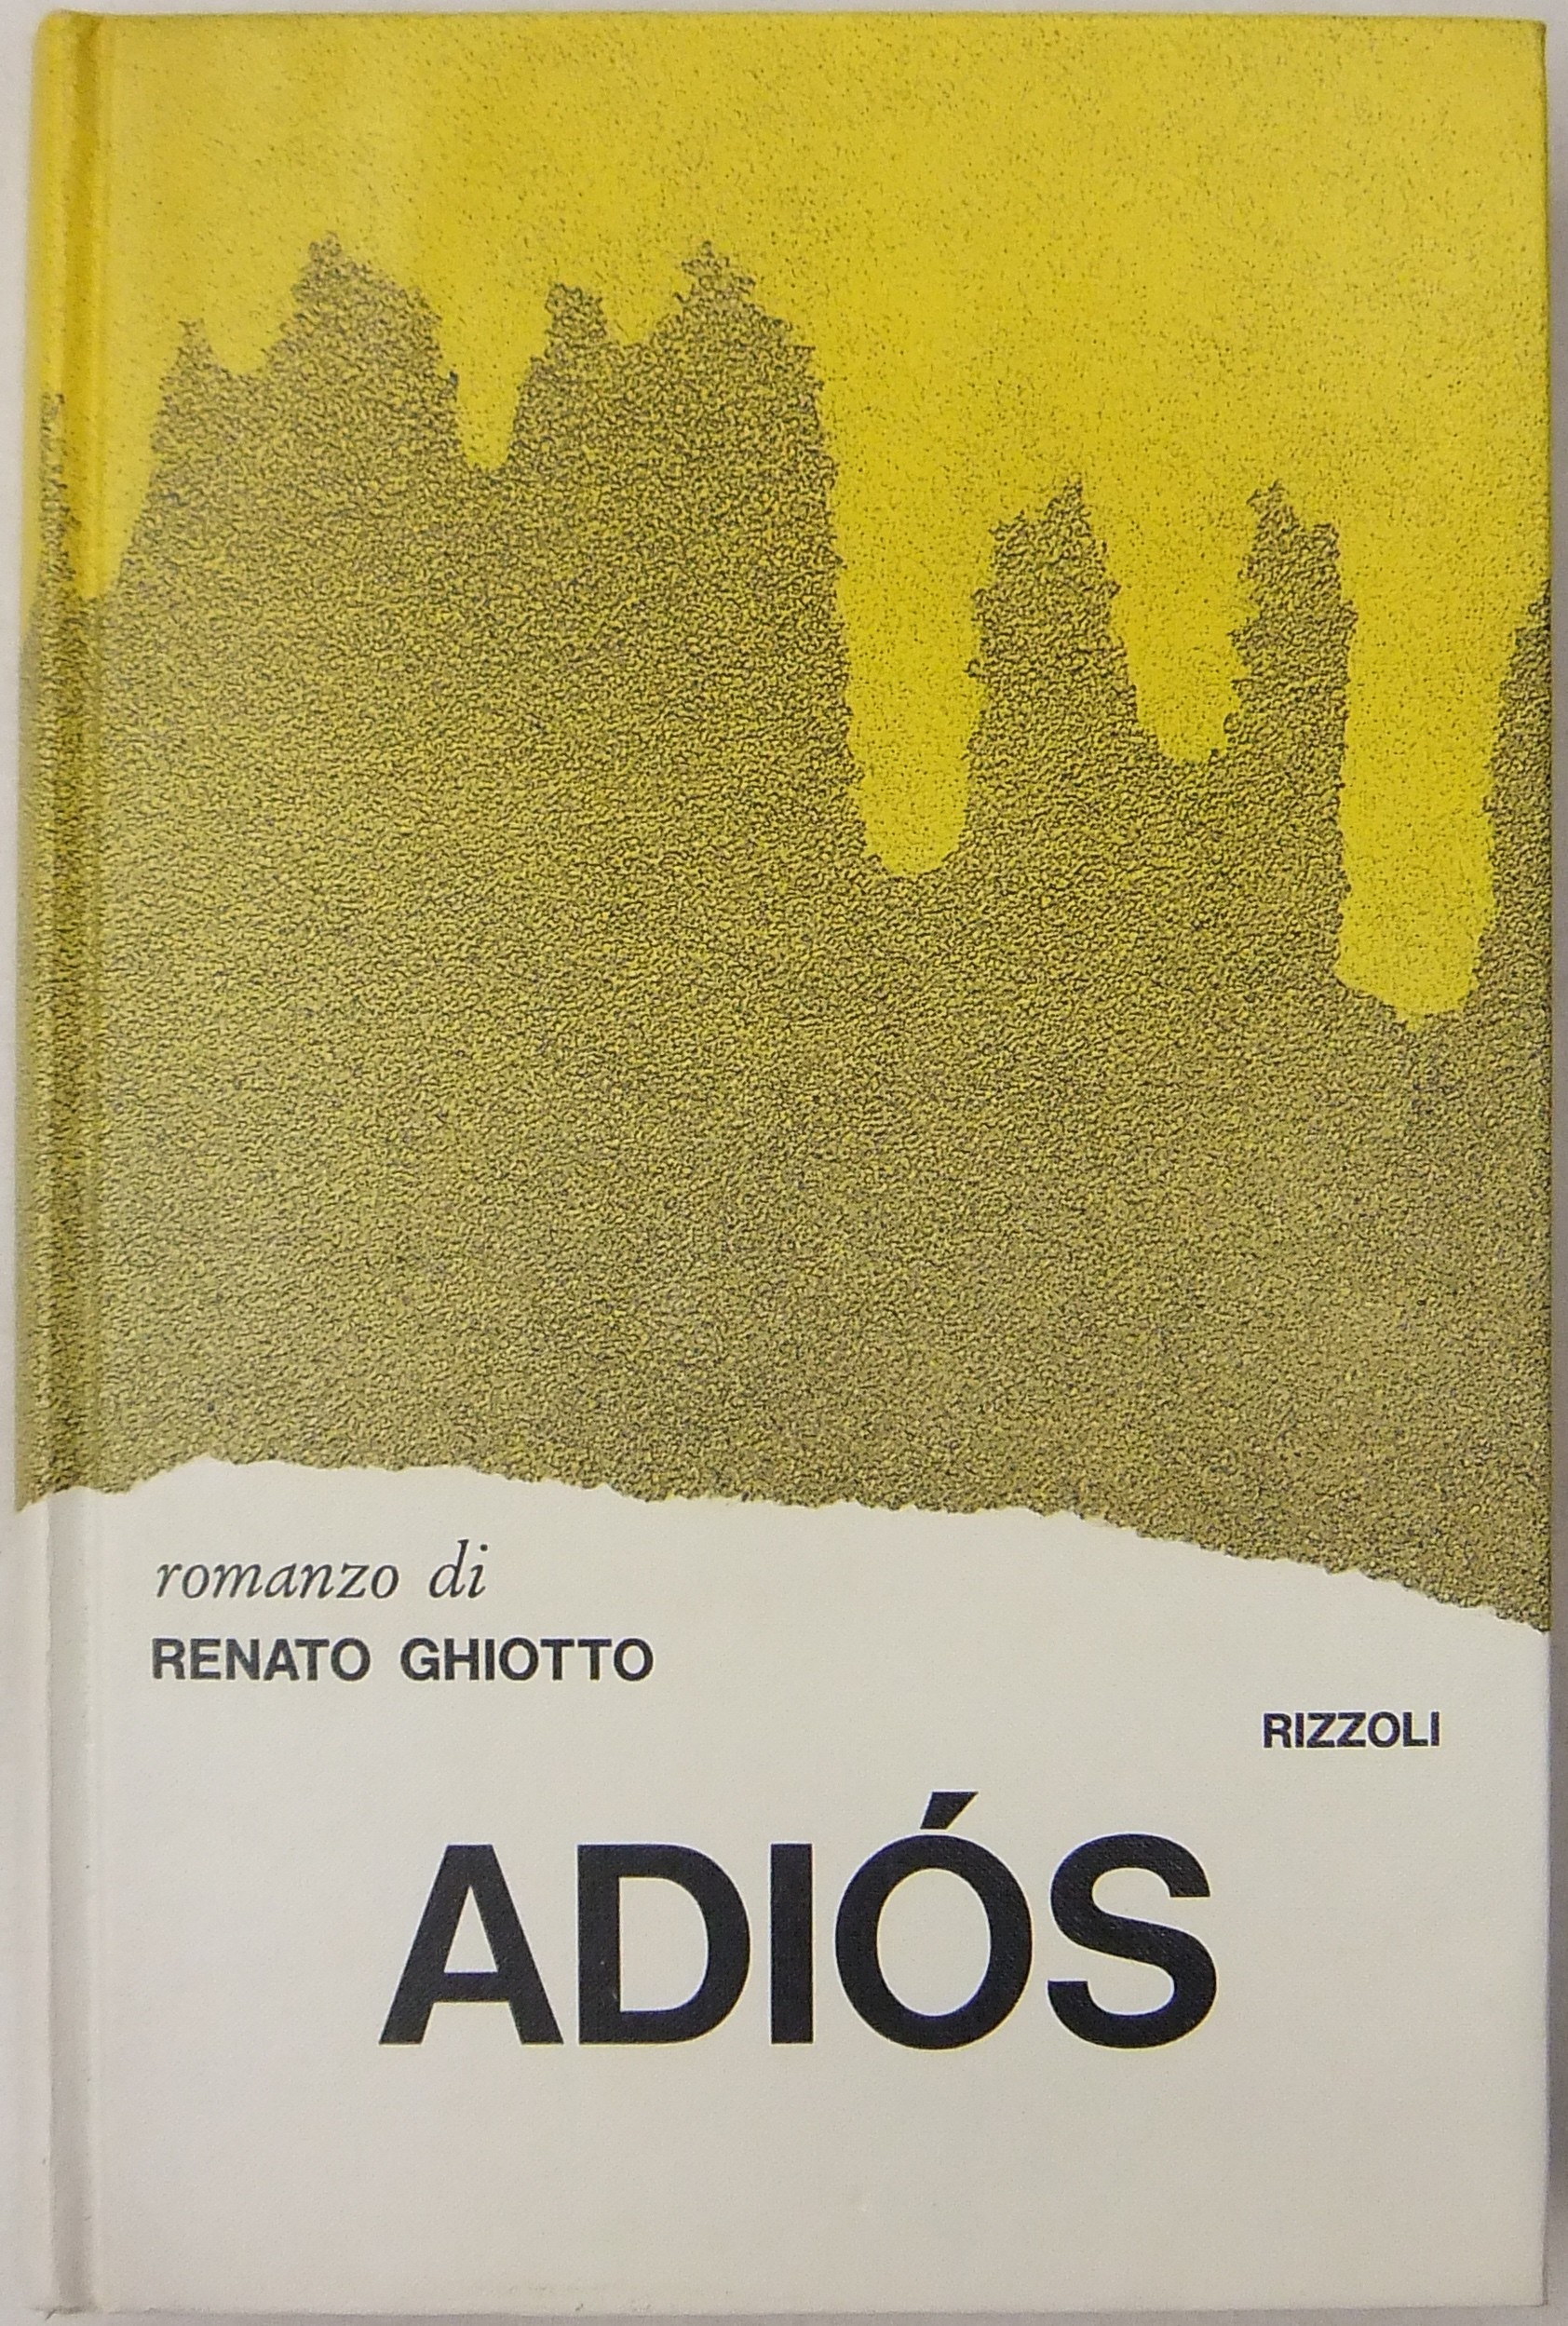 romanzo di
RENATO GHIOTTO
RIZZOLI
ADIÓS